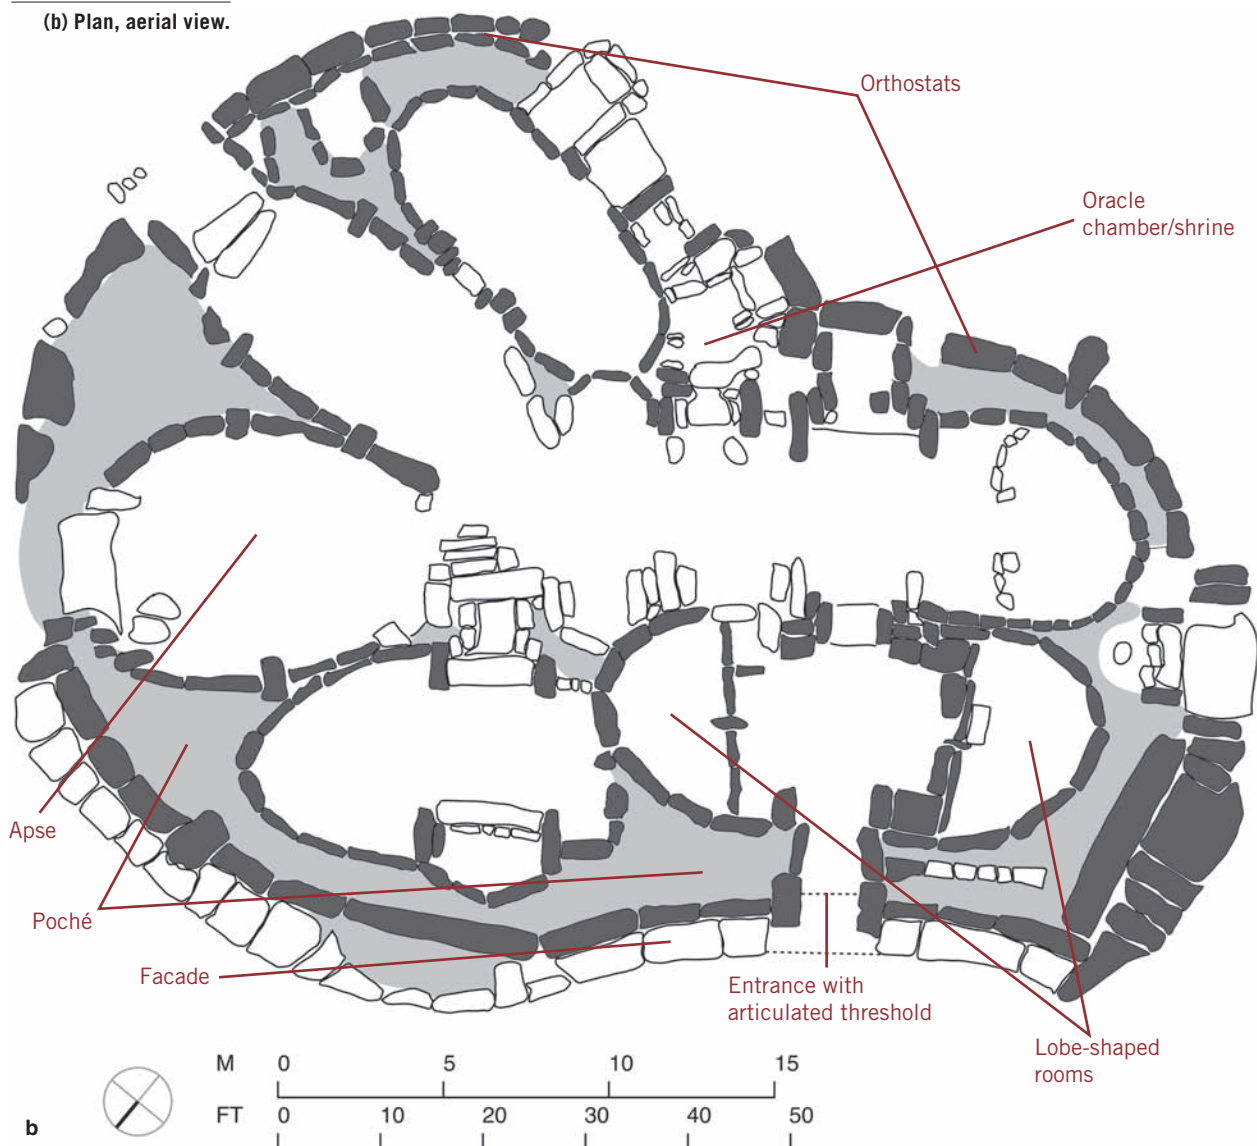 (b) Plan, aerial view.
Orthostats
Oracle
chamber/shrine
Apse
Poché
Facade
Entrance with
articulated threshold
Lobe-shaped
rooms
M 0 5 10 15
FT 0 10 20 30 40 50
b